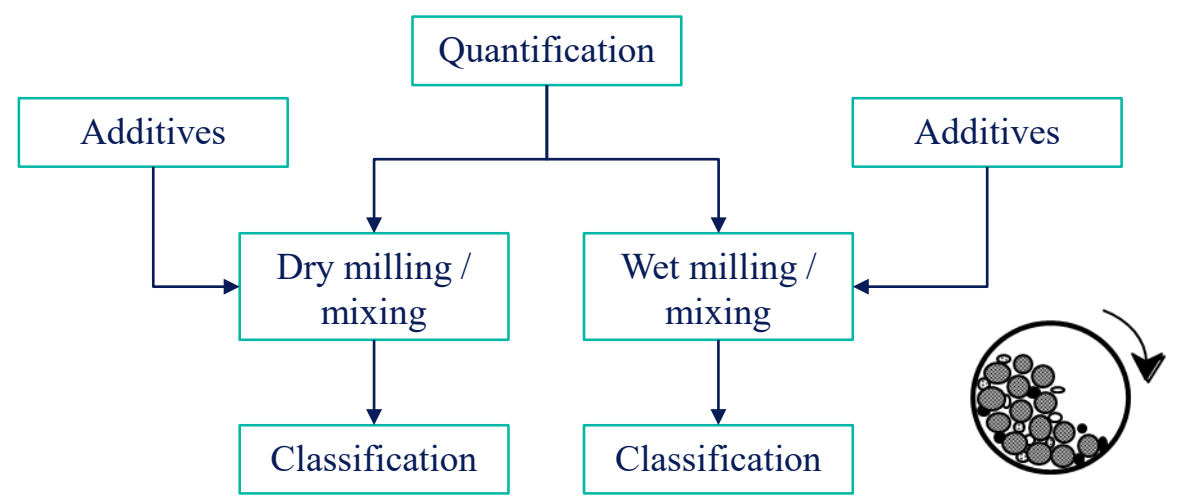 Quantification
Additives
Additives
Dry milling /
mixing
Wet milling /
mixing
Classification
Classification